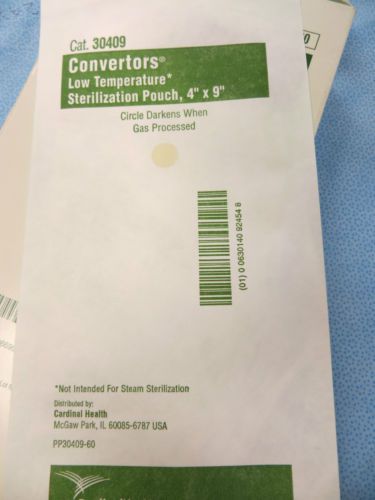 Cat. 30409
Convertors®
Low Temperature*
Sterilization Pouch, 4" x 9"
Circle Darkens When
Gas Processed
(01) 0 0630140 92454 8
*Not Intended For Steam Sterilization
Distributed by:
Cardinal Health
McGaw Park, IL 60085-6787 USA
PP30409-60